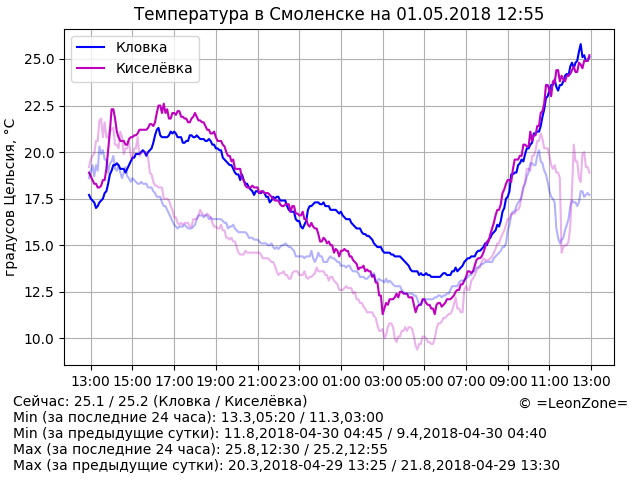 Температура в Смоленске на 01.05.2018 12:55
Кловка
Киселёвка
градусов Цельсия, °C
25.0
22.5
20.0
17.5
15.0
12.5
10.0
13:00 15:00 17:00 19:00 21:00 23:00 01:00 03:00 05:00 07:00 09:00 11:00 13:00
Сейчас: 25.1 / 25.2 (Кловка / Киселёвка)
© =LeonZone=
Min (за последние 24 часа): 13.3,05:20 / 11.3,03:00
Min (за предыдущие сутки): 11.8,2018-04-30 04:45 / 9.4,2018-04-30 04:40
Max (за последние 24 часа): 25.8,12:30 / 25.2,12:55
Max (за предыдущие сутки): 20.3,2018-04-29 13:25 / 21.8,2018-04-29 13:30